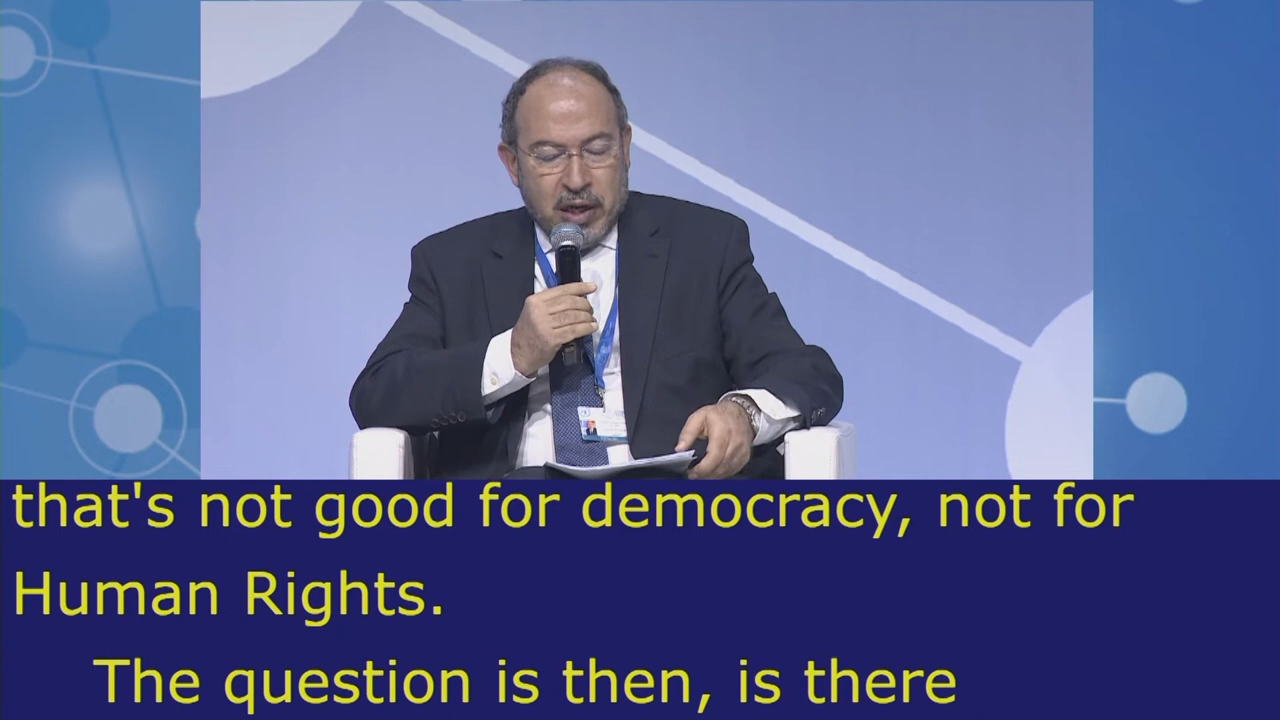 that's not good for democracy, not for
Human Rights.
The question is then, is there